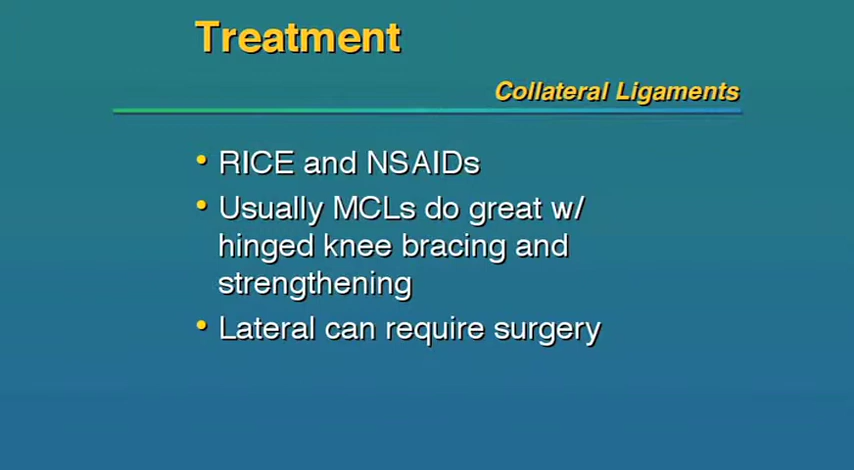 Treatment
Collateral Ligaments
• RICE and NSAIDs
• Usually MCLs do great w/
hinged knee bracing and
strengthening
• Lateral can require surgery